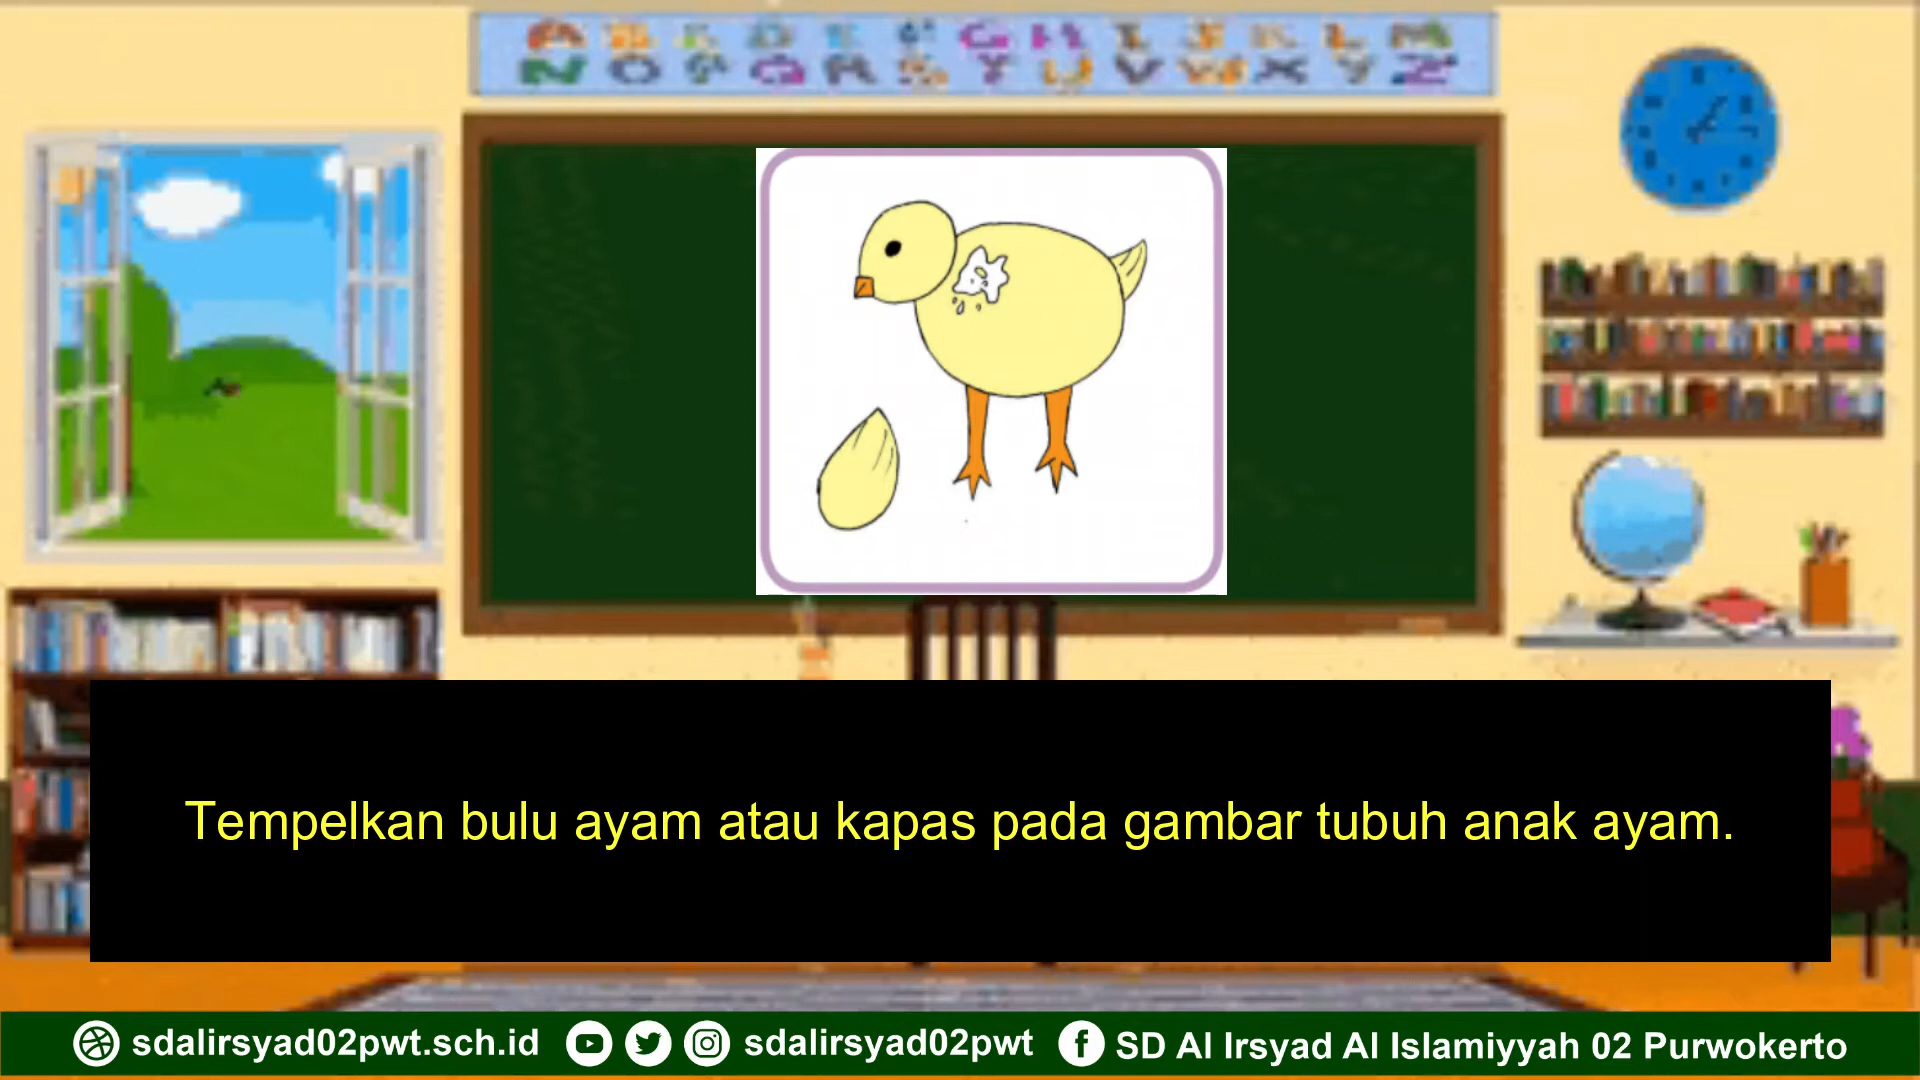 A B C D E F G H I J K L M
N O P Q R S T U V W X Y Z
Tempelkan bulu ayam atau kapas pada gambar tubuh anak ayam.
sdalirsyad02pwt.sch.id sdalirsyad02pwt SD Al Irsyad Al Islamiyyah 02 Purwokerto